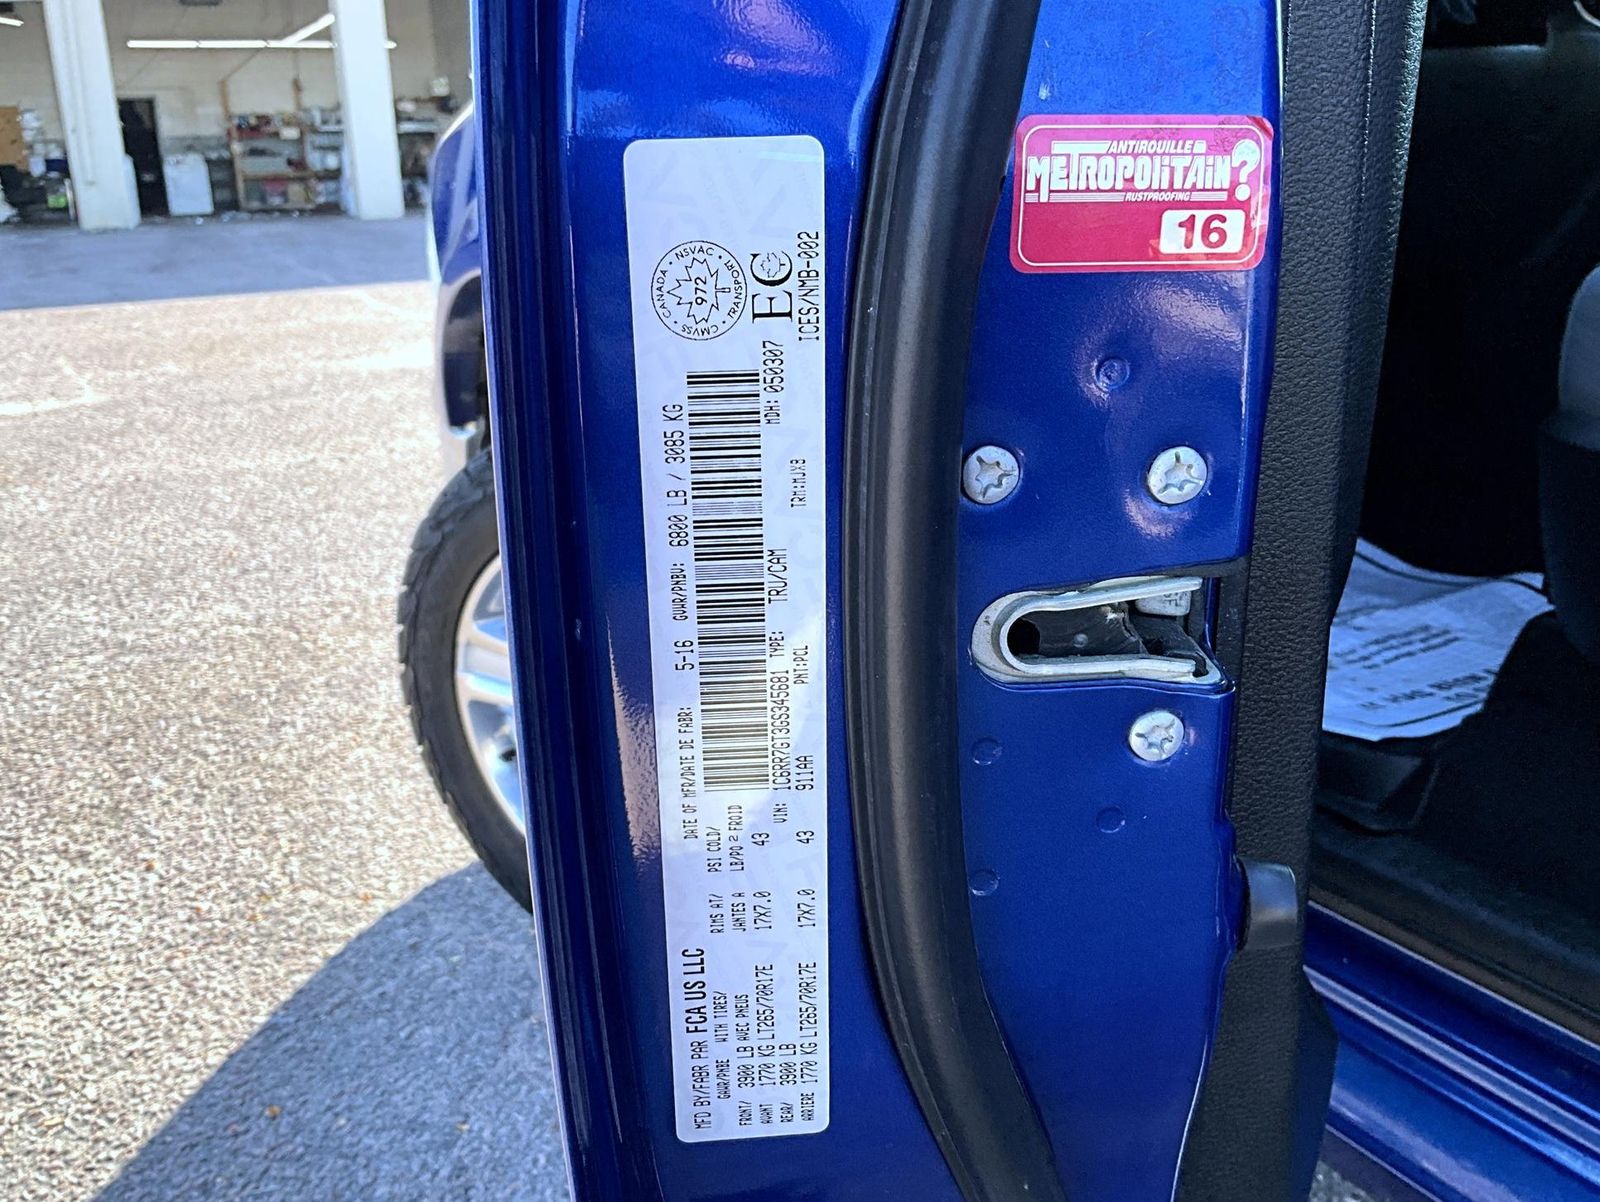 MFD BY/FABR PAR FCA US LLC
DATE OF MFR/DATE DE FABR: 5-16
GVWR/PNBV: 6800 LB / 3085 KG
GAWR/PNBE WITH TIRES/ RIMS AT/ PSI COLD/
AVEC PNEUS JANTES A LB/PO 2 FROID
FRONT/ 3900 LB
AVANT 1770 KG LT265/70R17E 17X7.0 43
REAR/ 3900 LB
ARRIERE 1770 KG LT265/70R17E 17X7.0 43
VIN: 1C6RR7GT3GS345681 TYPE: TRU/CAM
MDH: 050307
911AA PNT:PCL TRM:MJX8
ICES/NMB-002
CANADA • NSVAC • TRANSPORT • CMVSS •
972
EC
ANTIROUILLE
METROPOLITAIN?
RUSTPROOFING
16